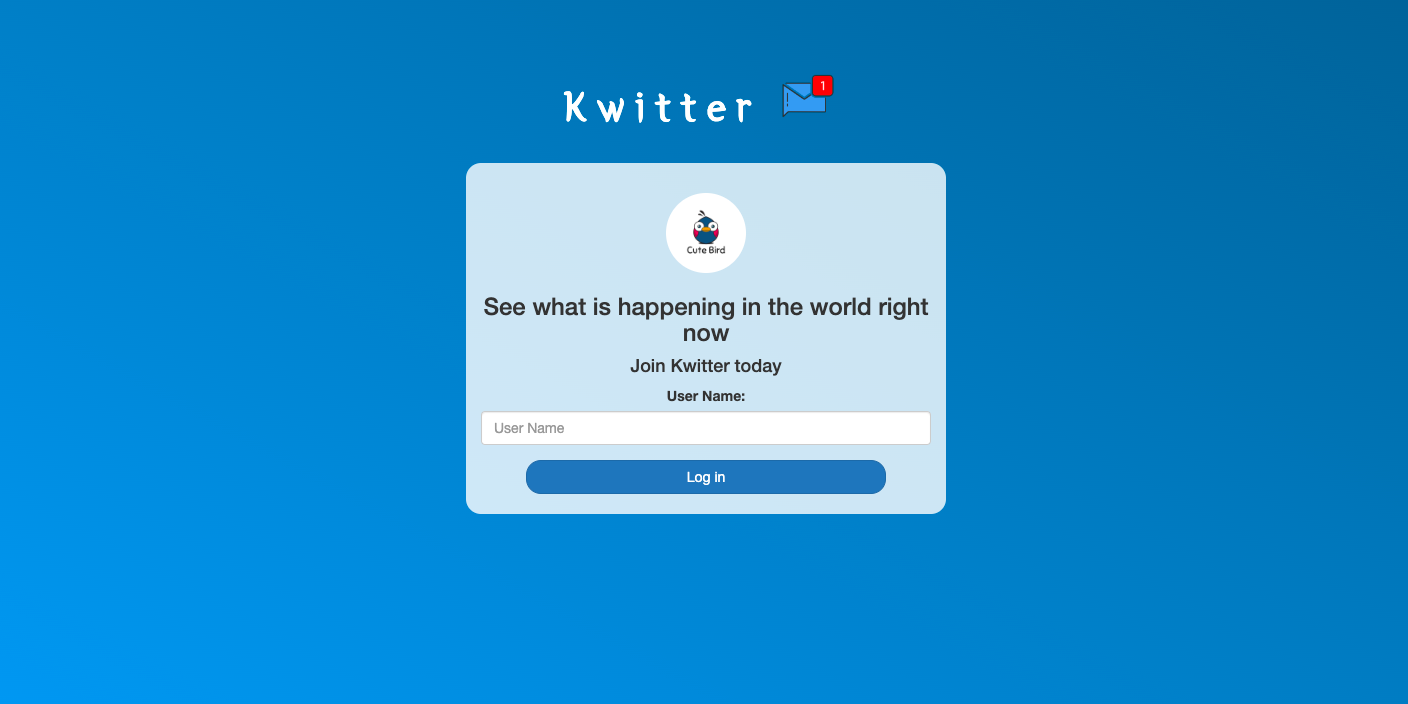 Kwitter
1
Cute Bird
See what is happening in the world right
now
Join Kwitter today
User Name:
User Name
Log in